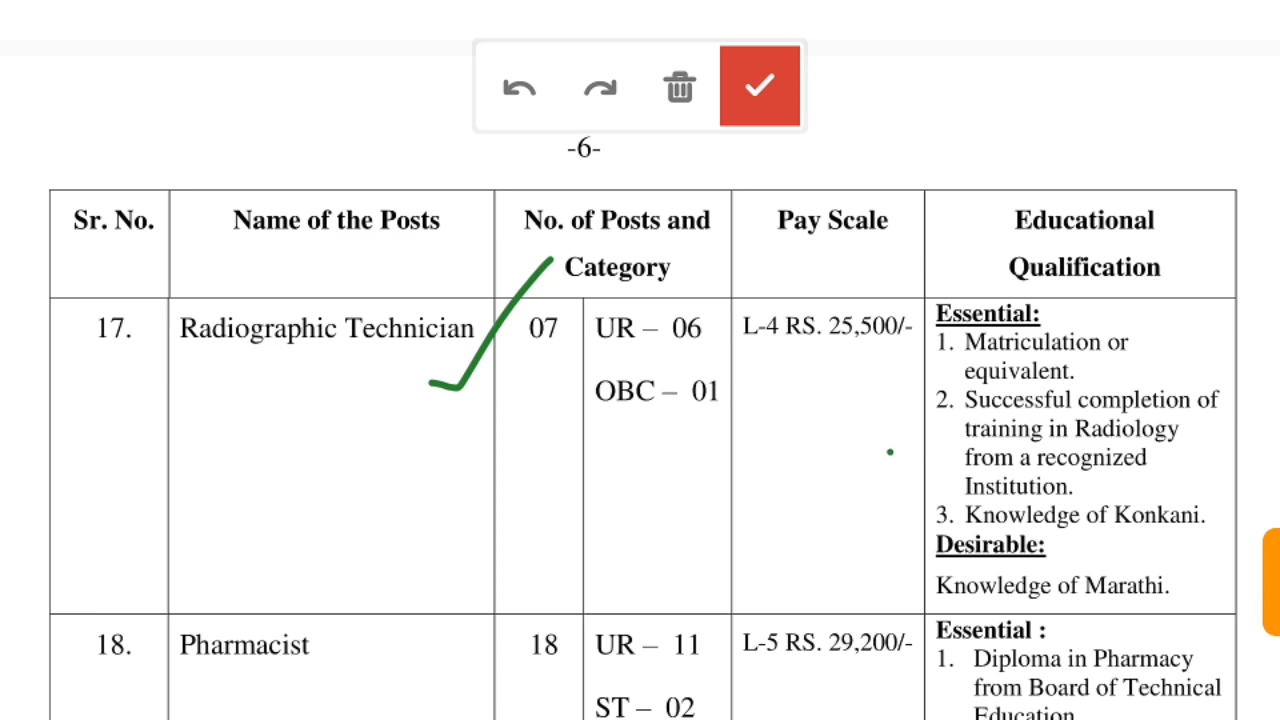 -6-
Sr. No. Name of the Posts No. of Posts and Category Pay Scale Educational Qualification
17. Radiographic Technician 07 UR – 06 L-4 RS. 25,500/-
OBC – 01
Essential:
1. Matriculation or
equivalent.
2. Successful completion of
training in Radiology
from a recognized
Institution.
3. Knowledge of Konkani.
Desirable:
Knowledge of Marathi.
18. Pharmacist 18 UR – 11 L-5 RS. 29,200/-
ST – 02
Essential :
1. Diploma in Pharmacy
from Board of Technical
Education